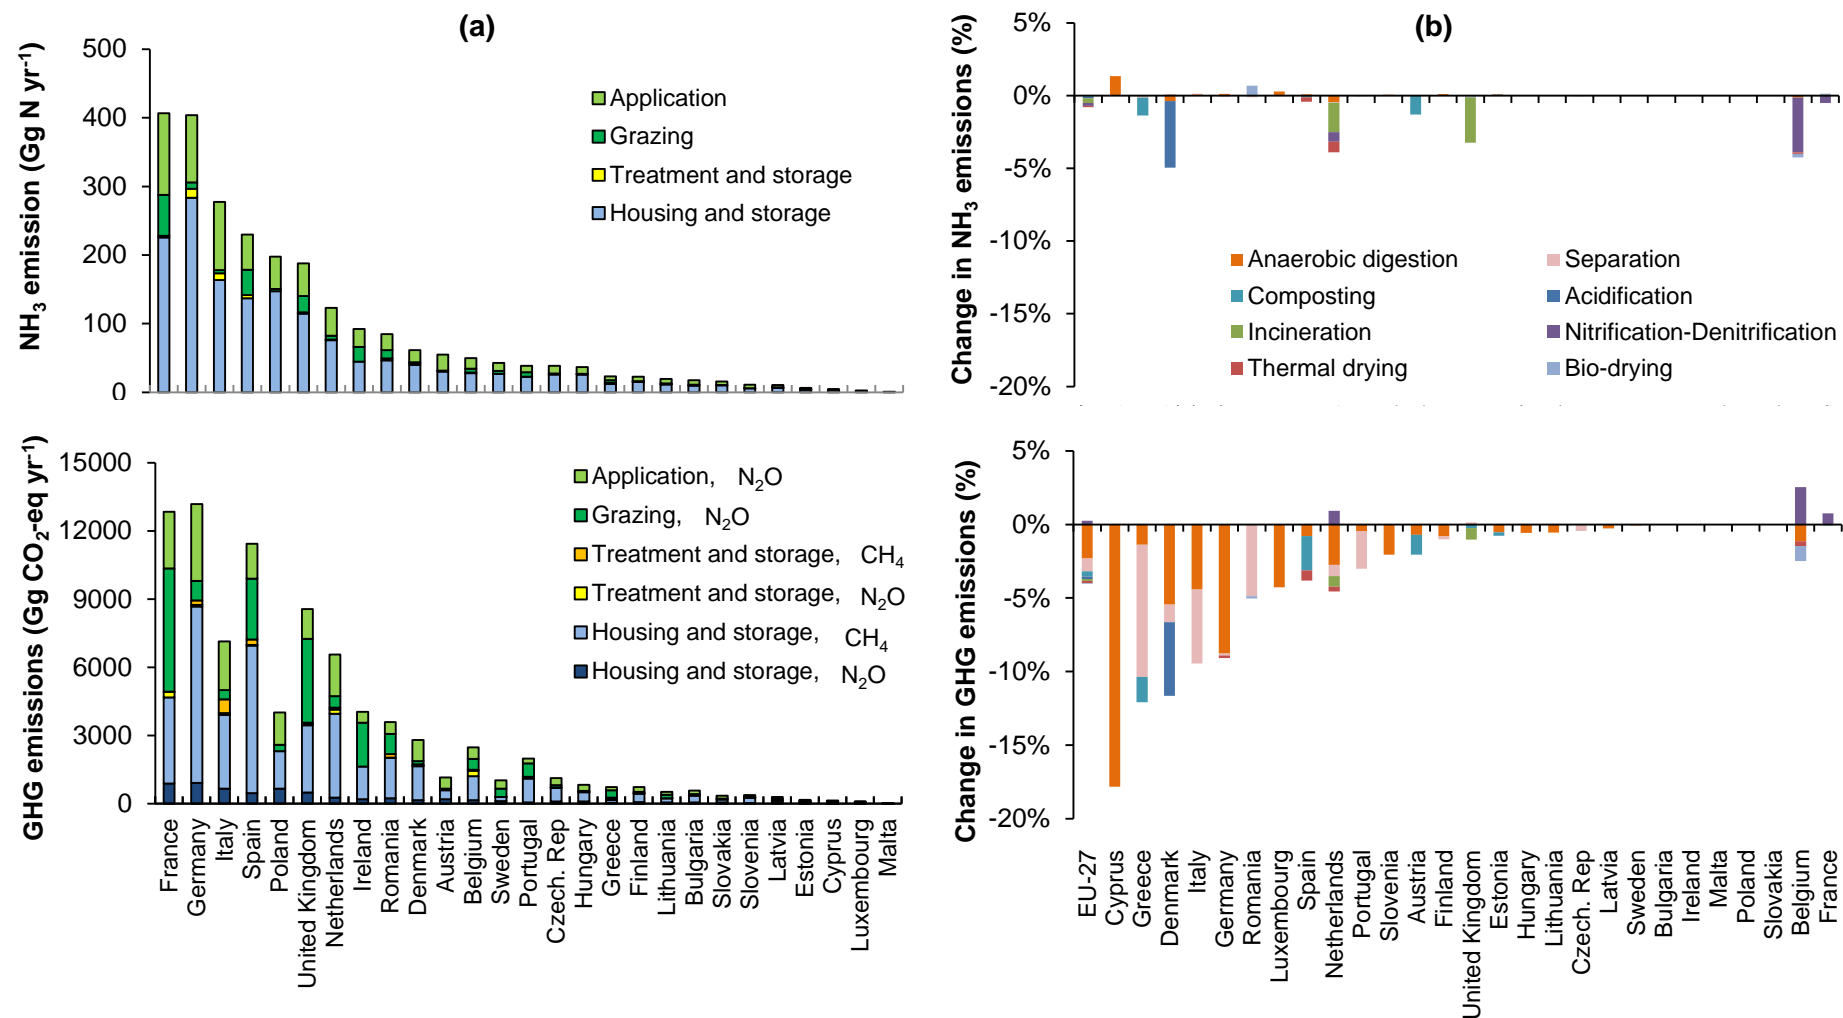 (a)
NH3 emission (Gg N yr-1)
500
400
300
200
100
0
Application
Grazing
Treatment and storage
Housing and storage
(b)
Change in NH3 emissions (%)
5%
0%
-5%
-10%
-15%
-20%
Anaerobic digestion
Separation
Composting
Acidification
Incineration
Nitrification-Denitrification
Thermal drying
Bio-drying
GHG emissions (Gg CO2-eq yr-1)
15000
12000
9000
6000
3000
0
Application, N2O
Grazing, N2O
Treatment and storage, CH4
Treatment and storage, N2O
Housing and storage, CH4
Housing and storage, N2O
France
Germany
Italy
Spain
Poland
United Kingdom
Netherlands
Ireland
Romania
Denmark
Austria
Belgium
Sweden
Portugal
Czech. Rep
Hungary
Greece
Finland
Lithuania
Bulgaria
Slovakia
Slovenia
Latvia
Estonia
Cyprus
Luxembourg
Malta
Change in GHG emissions (%)
5%
0%
-5%
-10%
-15%
-20%
EU-27
Cyprus
Greece
Denmark
Italy
Germany
Romania
Luxembourg
Spain
Netherlands
Portugal
Slovenia
Austria
Finland
United Kingdom
Estonia
Hungary
Lithuania
Czech. Rep
Latvia
Sweden
Bulgaria
Ireland
Malta
Poland
Slovakia
Belgium
France